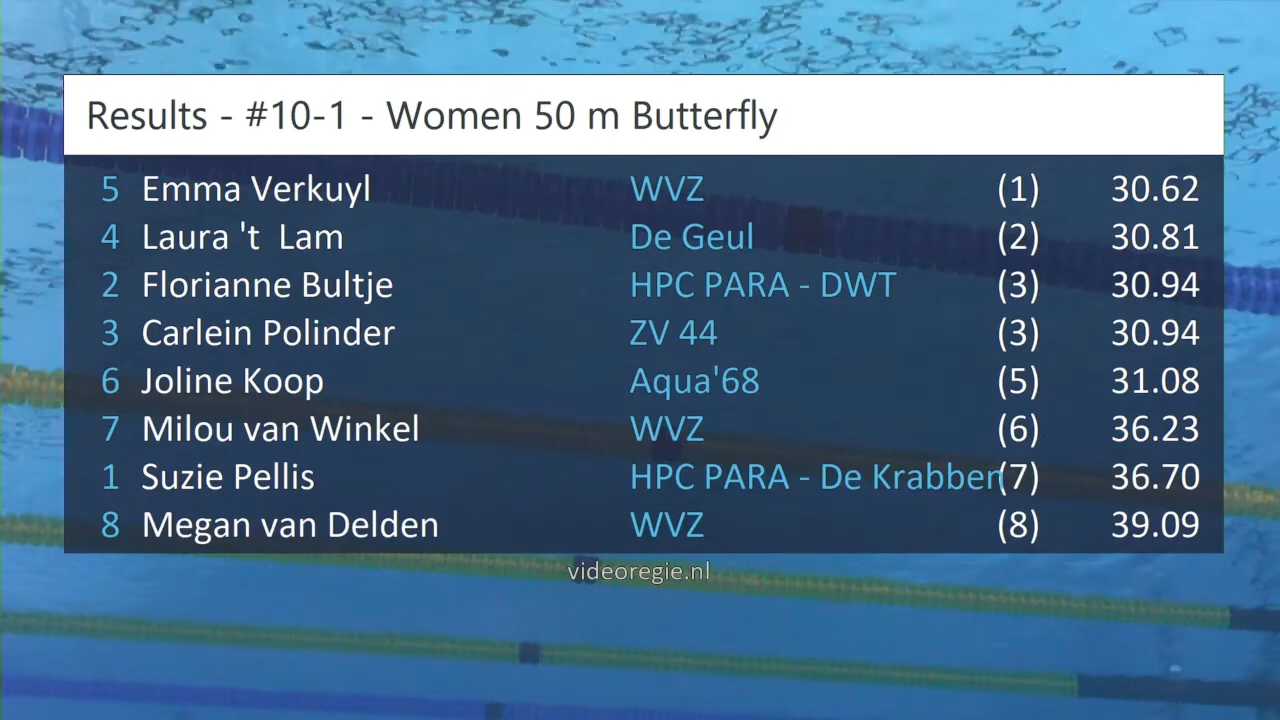 Results - #10-1 - Women 50 m Butterfly
5 Emma Verkuyl WVZ (1) 30.62
4 Laura 't  Lam De Geul (2) 30.81
2 Florianne Bultje HPC PARA - DWT (3) 30.94
3 Carlein Polinder ZV 44 (3) 30.94
6 Joline Koop Aqua'68 (5) 31.08
7 Milou van Winkel WVZ (6) 36.23
1 Suzie Pellis HPC PARA - De Krabben (7) 36.70
8 Megan van Delden WVZ (8) 39.09
videoregie.nl